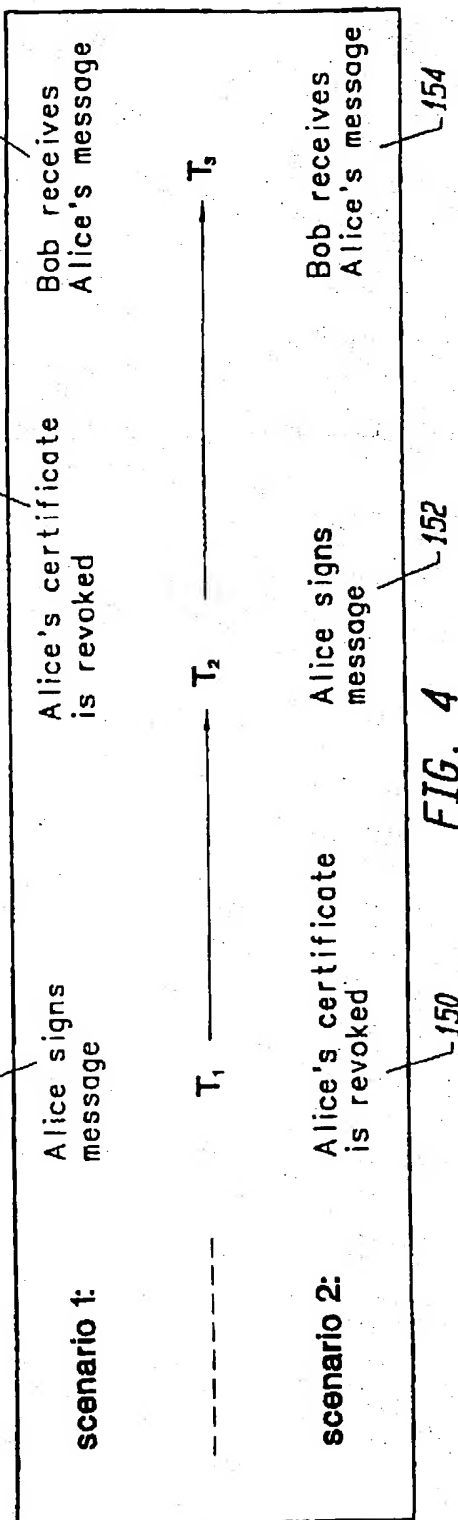 scenario 1:
Alice signs
message
Alice's certificate
is revoked
Bob receives
Alice's message
T₁
T₂
T₃
scenario 2:
Alice's certificate
is revoked
Alice signs
message
Bob receives
Alice's message
150
152
154
FIG. 4